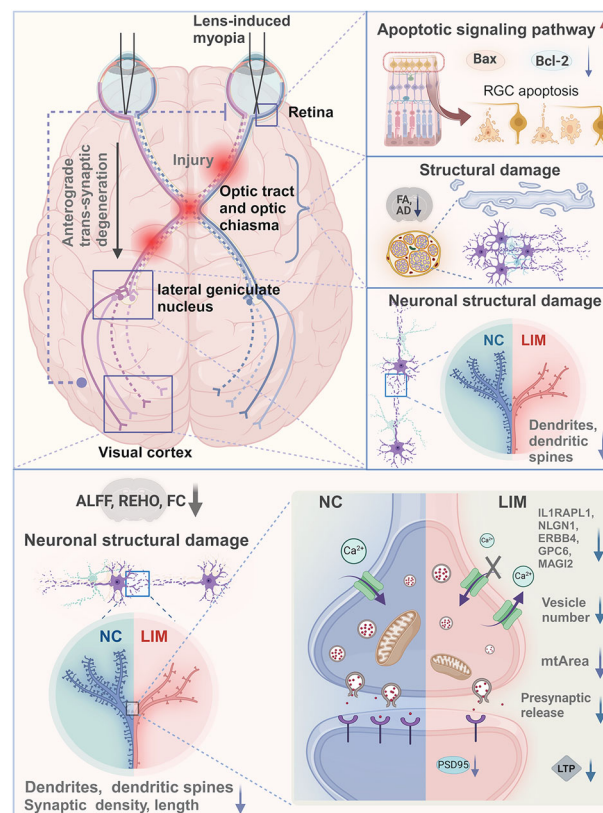 Lens-induced
myopia
Retina
Injury
Anterograde
trans-synaptic
degeneration
Optic tract
and optic
chiasma
lateral geniculate
nucleus
Visual cortex
Apoptotic signaling pathway
Bax
Bcl-2
RGC apoptosis
Structural damage
FA,
AD
Neuronal structural damage
NC
LIM
Dendrites,
dendritic
spines
ALFF, REHO, FC
Neuronal structural damage
NC
LIM
Dendrites, dendritic spines
Synaptic density, length
NC
LIM
Ca2+
Ca2+
Ca2+
IL1RAPL1,
NLGN1,
ERBB4,
GPC6,
MAGI2
Vesicle
number
mtArea
Presynaptic
release
PSD95
LTP